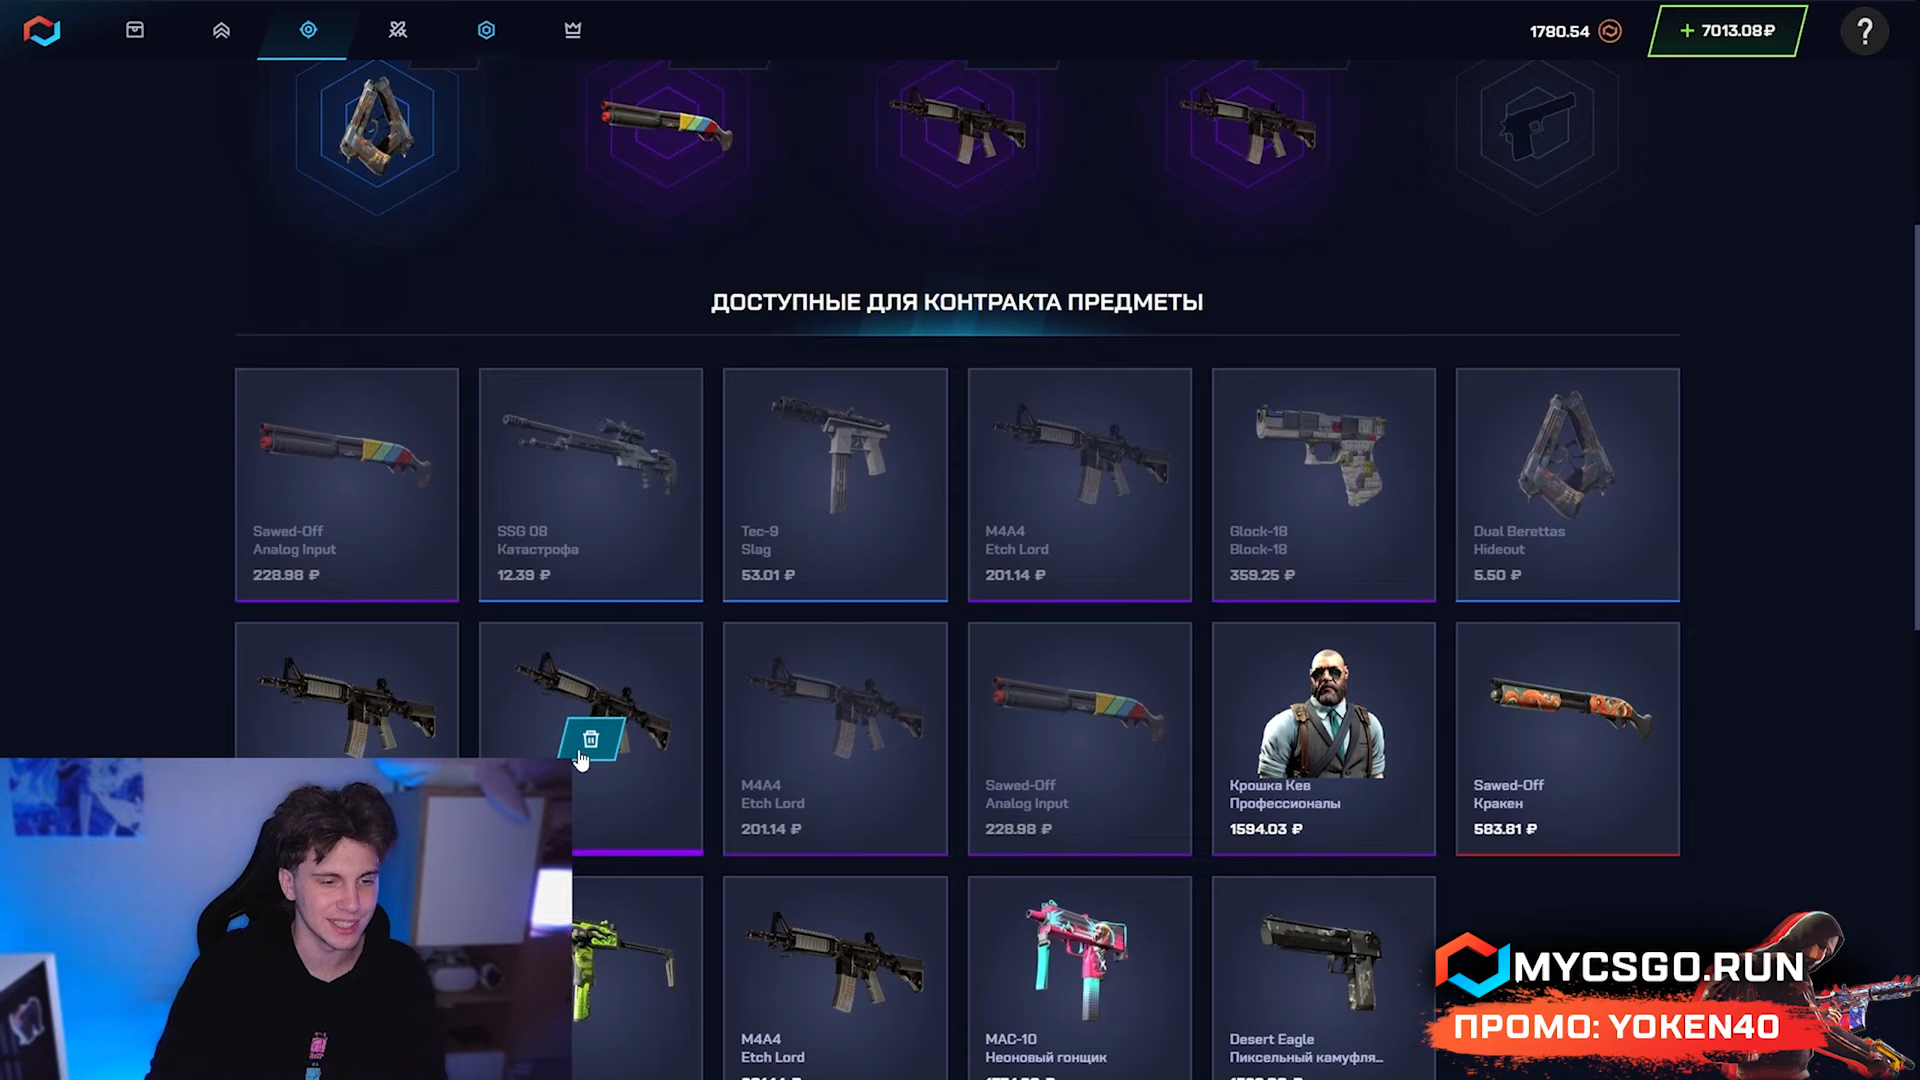 1780.54
+ 7013.08₽
?
ДОСТУПНЫЕ ДЛЯ КОНТРАКТА ПРЕДМЕТЫ
Sawed-Off
Analog Input
228.98 ₽
SSG 08
Катастрофа
12.39 ₽
Tec-9
Slag
53.01 ₽
M4A4
Etch Lord
201.14 ₽
Glock-18
Block-18
359.25 ₽
Dual Berettas
Hideout
5.50 ₽
M4A4
Etch Lord
201.14 ₽
Sawed-Off
Analog Input
228.98 ₽
Крошка Кев
Профессионалы
1594.03 ₽
Sawed-Off
Кракен
583.81 ₽
M4A4
Etch Lord
MAC-10
Неоновый гонщик
Desert Eagle
Пиксельный камуфля...
MYCSGO.RUN
ПРОМО: YOKEN40